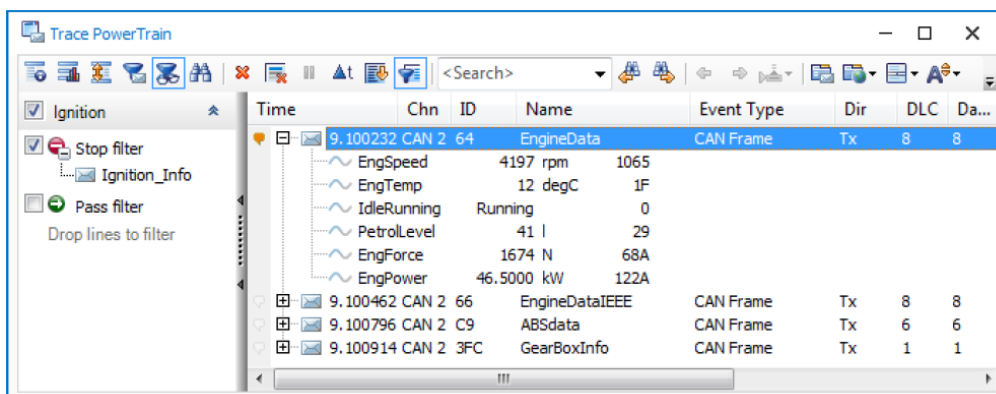 Trace PowerTrain
Δt <Search> A
Ignition Time Chn ID Name Event Type Dir DLC Da...
Stop filter 9.100232 CAN 2 64 EngineData CAN Frame Tx 8 8
Ignition_Info EngSpeed 4197 rpm 1065
EngTemp 12 degC 1F
Pass filter IdleRunning Running 0
Drop lines to filter PetrolLevel 41 l 29
EngForce 1674 N 68A
EngPower 46.5000 kW 122A
9.100462 CAN 2 66 EngineDataIEEE CAN Frame Tx 8 8
9.100796 CAN 2 C9 ABSdata CAN Frame Tx 6 6
9.100914 CAN 2 3FC GearBoxInfo CAN Frame Tx 1 1